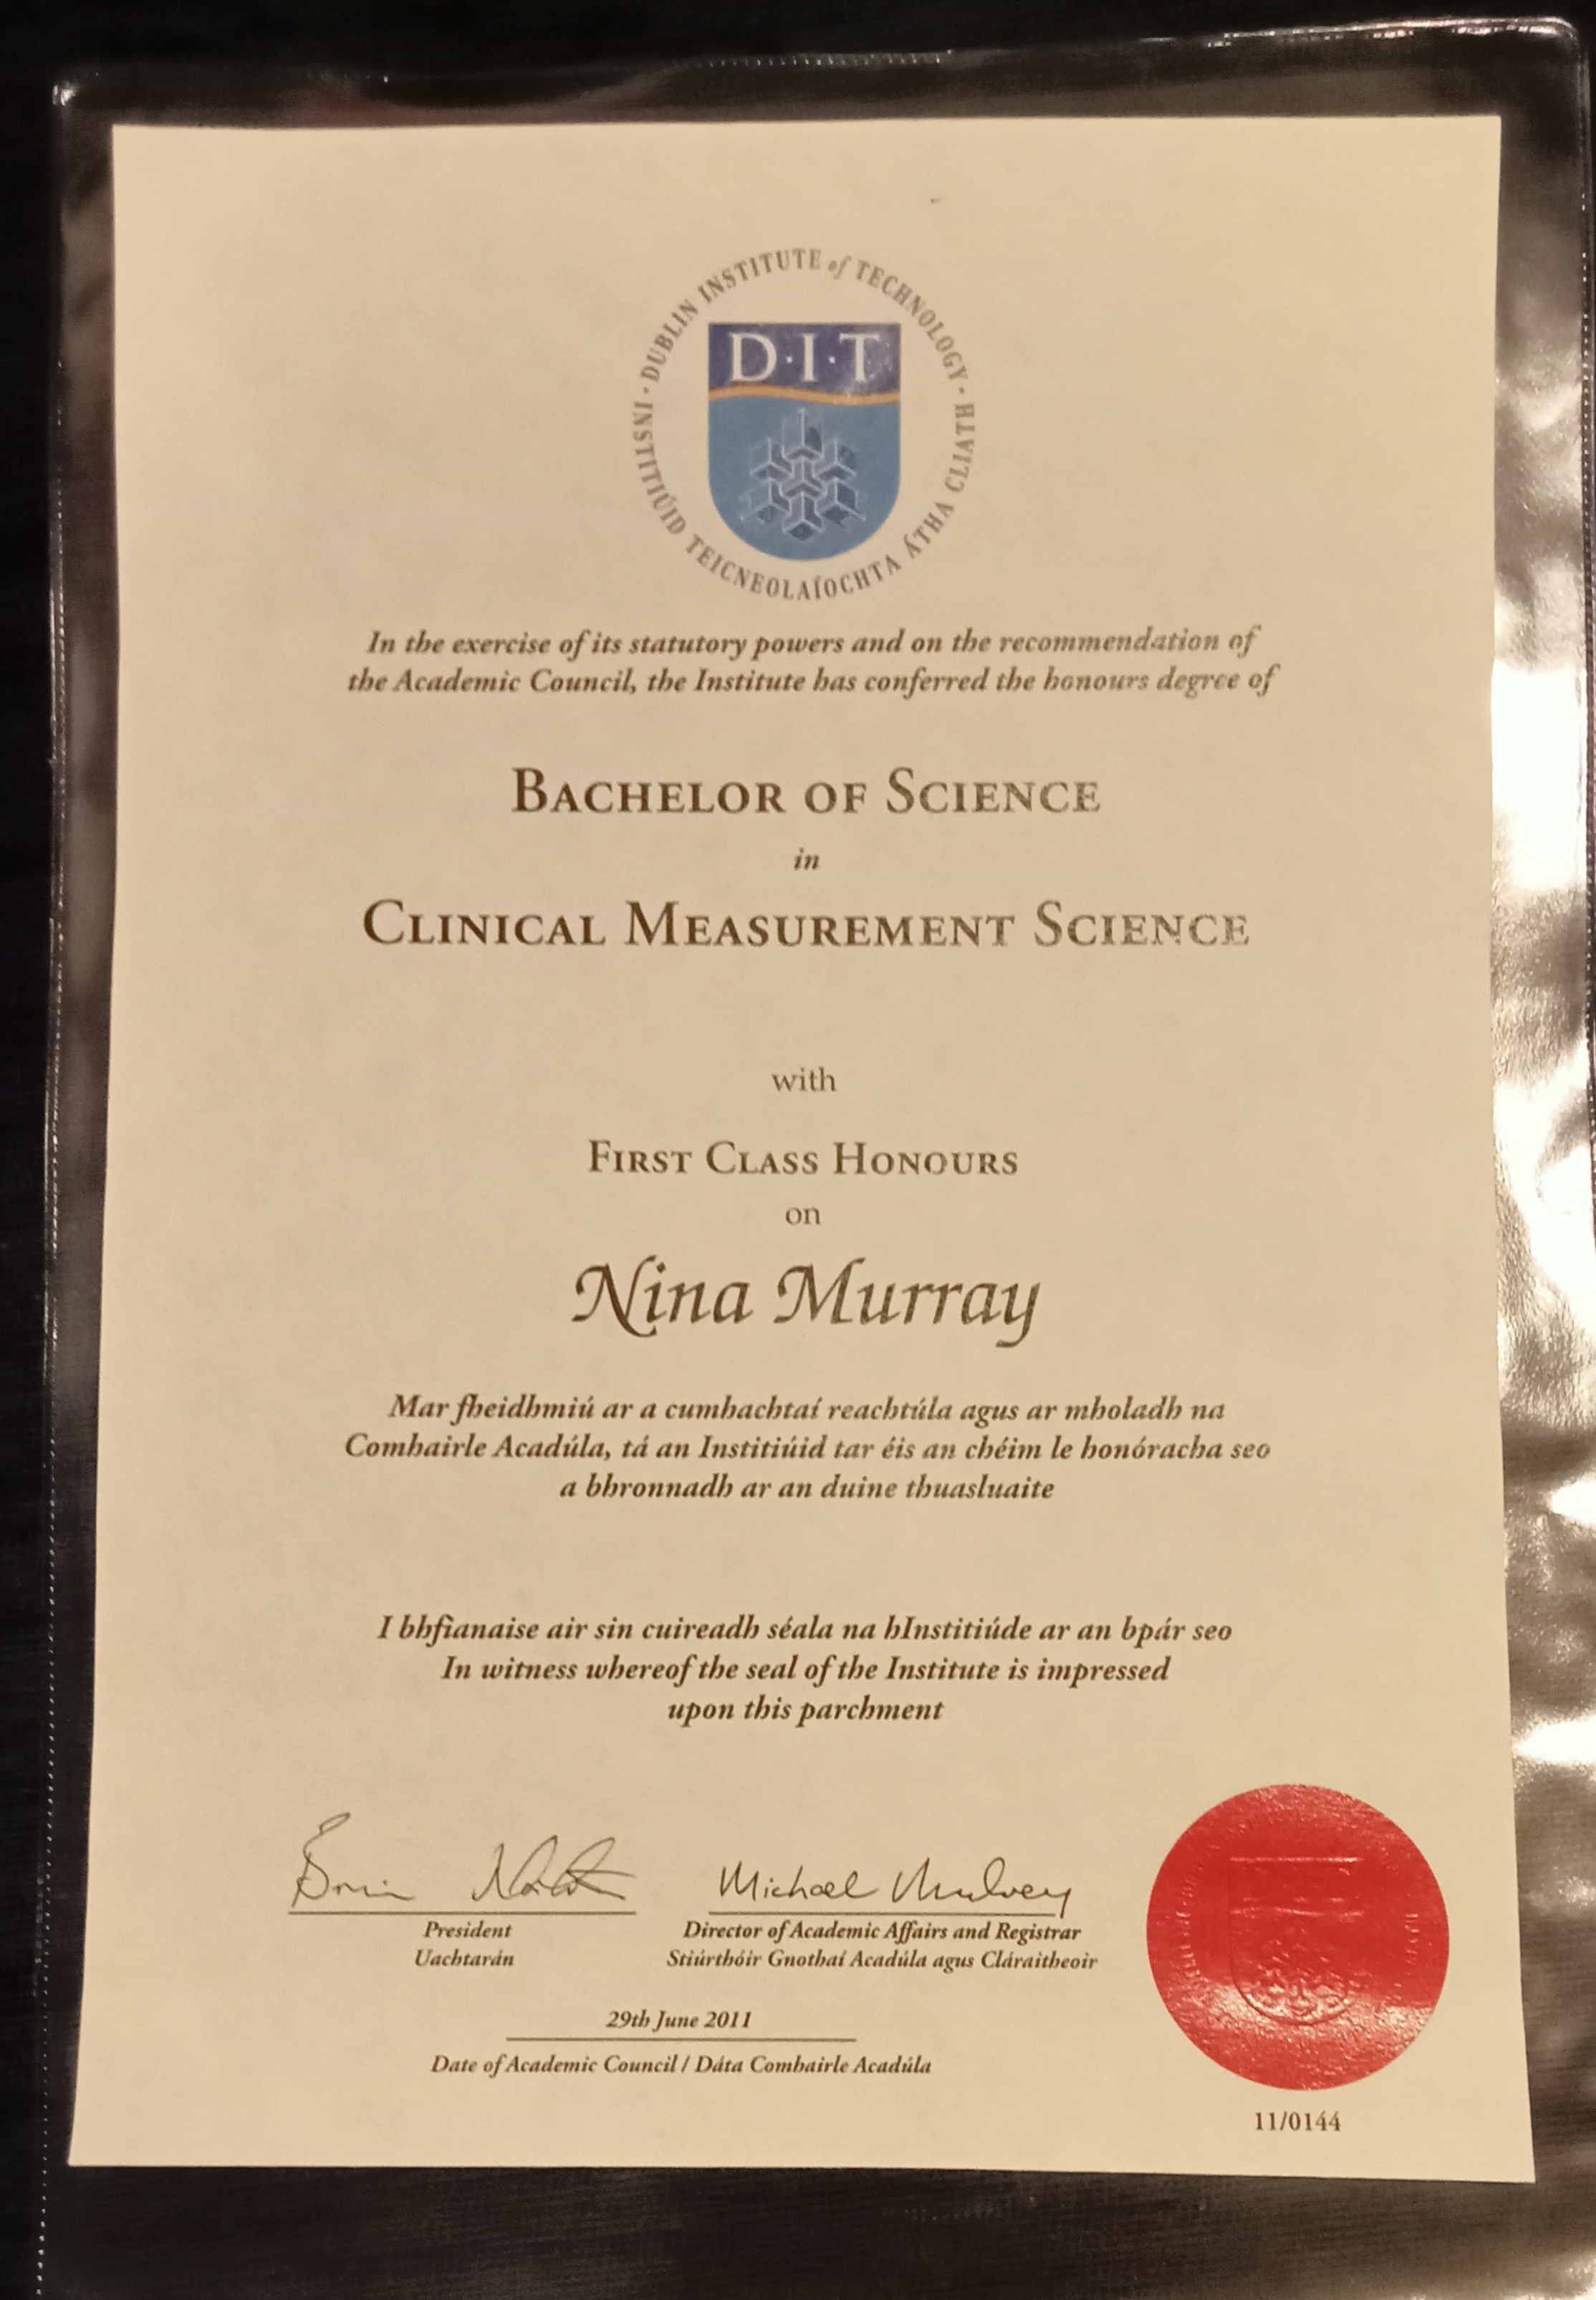 DUBLIN INSTITUTE of TECHNOLOGY · INSTITIÚID TEICNEOLAÍOCHTA ÁTHA CLIATH ·
D·I·T
In the exercise of its statutory powers and on the recommendation of
the Academic Council, the Institute has conferred the honours degree of
BACHELOR OF SCIENCE
in
CLINICAL MEASUREMENT SCIENCE
with
FIRST CLASS HONOURS
on
Nina Murray
Mar fheidhmiú ar a cumhachtaí reachtúla agus ar mholadh na
Comhairle Acadúla, tá an Institiúid tar éis an chéim le honóracha seo
a bhronnadh ar an duine thuasluaite
I bhfianaise air sin cuireadh séala na hInstitiúde ar an bpár seo
In witness whereof the seal of the Institute is impressed
upon this parchment
Michael Mulvey
President
Uachtarán
Director of Academic Affairs and Registrar
Stiúrthóir Gnothaí Acadúla agus Cláraitheoir
29th June 2011
Date of Academic Council / Dáta Comhairle Acadúla
11/0144